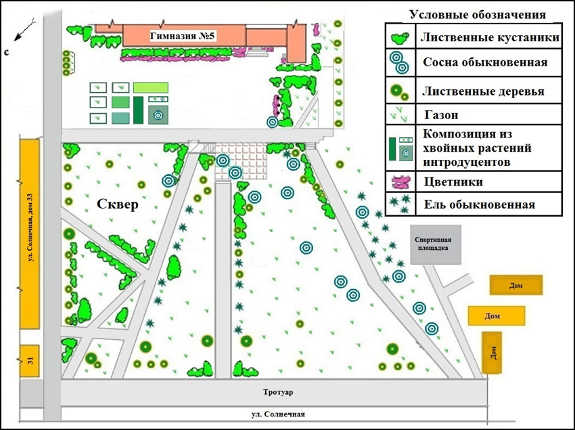 с
Гимназия №5
Условные обозначения
Лиственные кустаники
Сосна обыкновенная
Лиственные деревья
Газон
Композиция из
хвойных растений
интродуцентов
Цветники
Ель обыкновенная
ул. Солнечная, дом 33
Сквер
Спортивная
площадка
Дом
Дом
Дом
31
Тротуар
ул. Солнечная